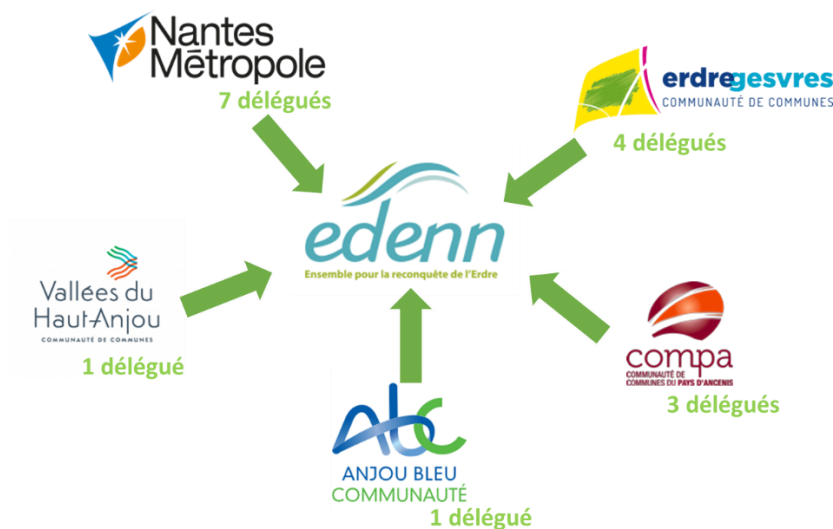 Nantes
Métropole
7 délégués
erdregesvres
COMMUNAUTÉ DE COMMUNES
4 délégués
edenn
Ensemble pour la reconquête de l'Erdre
Vallées du
Haut-Anjou
COMMUNAUTÉ DE COMMUNES
1 délégué
compa
COMMUNAUTÉ DE
COMMUNES DU PAYS D'ANCENIS
3 délégués
abc
ANJOU BLEU
COMMUNAUTÉ
1 délégué